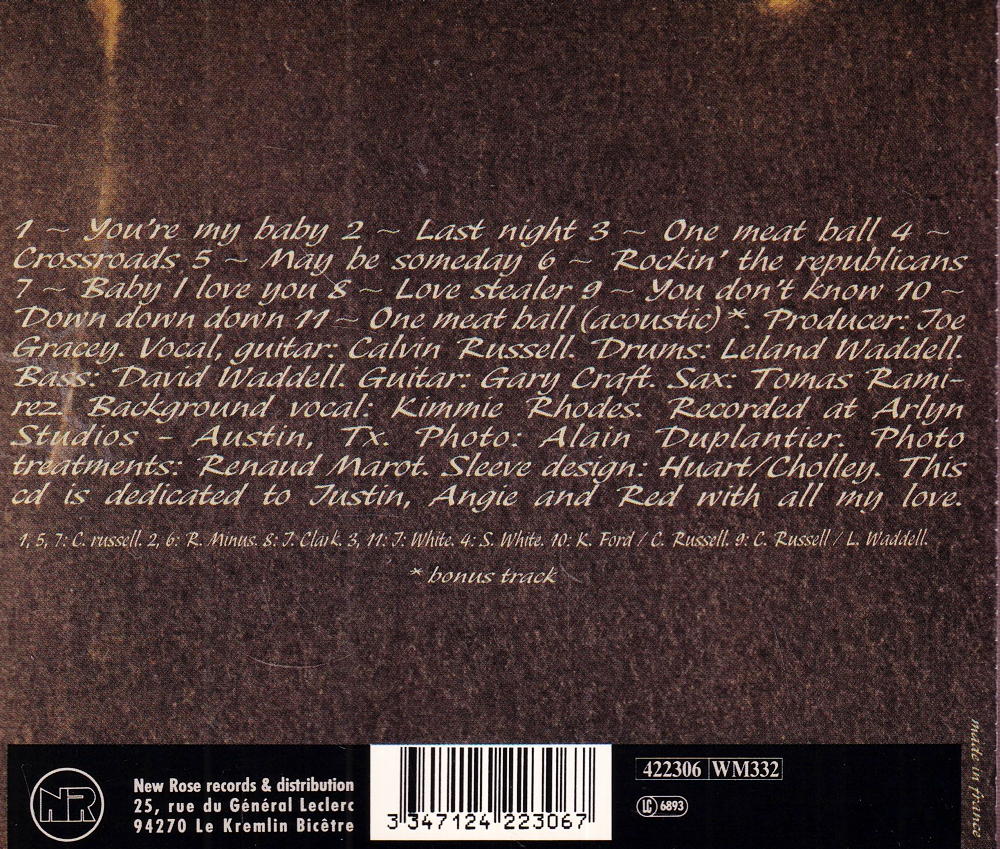 1 ~ You're my baby 2 ~ Last night 3 ~ One meat ball 4 ~
Crossroads 5 ~ May be someday 6 ~ Rockin' the republicans
7 ~ Baby I love you 8 ~ Love stealer 9 ~ You don't know 10 ~
Down down down 11 ~ One meat ball (acoustic)*. Producer: Joe
Gracey. Vocal, guitar: Calvin Russell. Drums: Leland Waddell.
Bass: David Waddell. Guitar: Gary Craft. Sax: Tomas Rami-
rez. Background vocal: Kimmie Rhodes. Recorded at Arlyn
Studios - Austin, Tx. Photo: Alain Duplantier. Photo
treatments: Renaud Marot. Sleeve design: Huart/Cholley. This
cd is dedicated to Justin, Angie and Red with all my love.
1, 5, 7: C. russell. 2, 6: R. Minus. 8: J. Clark. 3, 11: J. White. 4: S. White. 10: K. Ford / C. Russell. 9: C. Russell / L. Waddell.
* bonus track
made in france
NR
New Rose records & distribution
25, rue du Général Leclerc
94270 Le Kremlin Bicêtre
3 347124 223067
422306 WM332
LC 6893